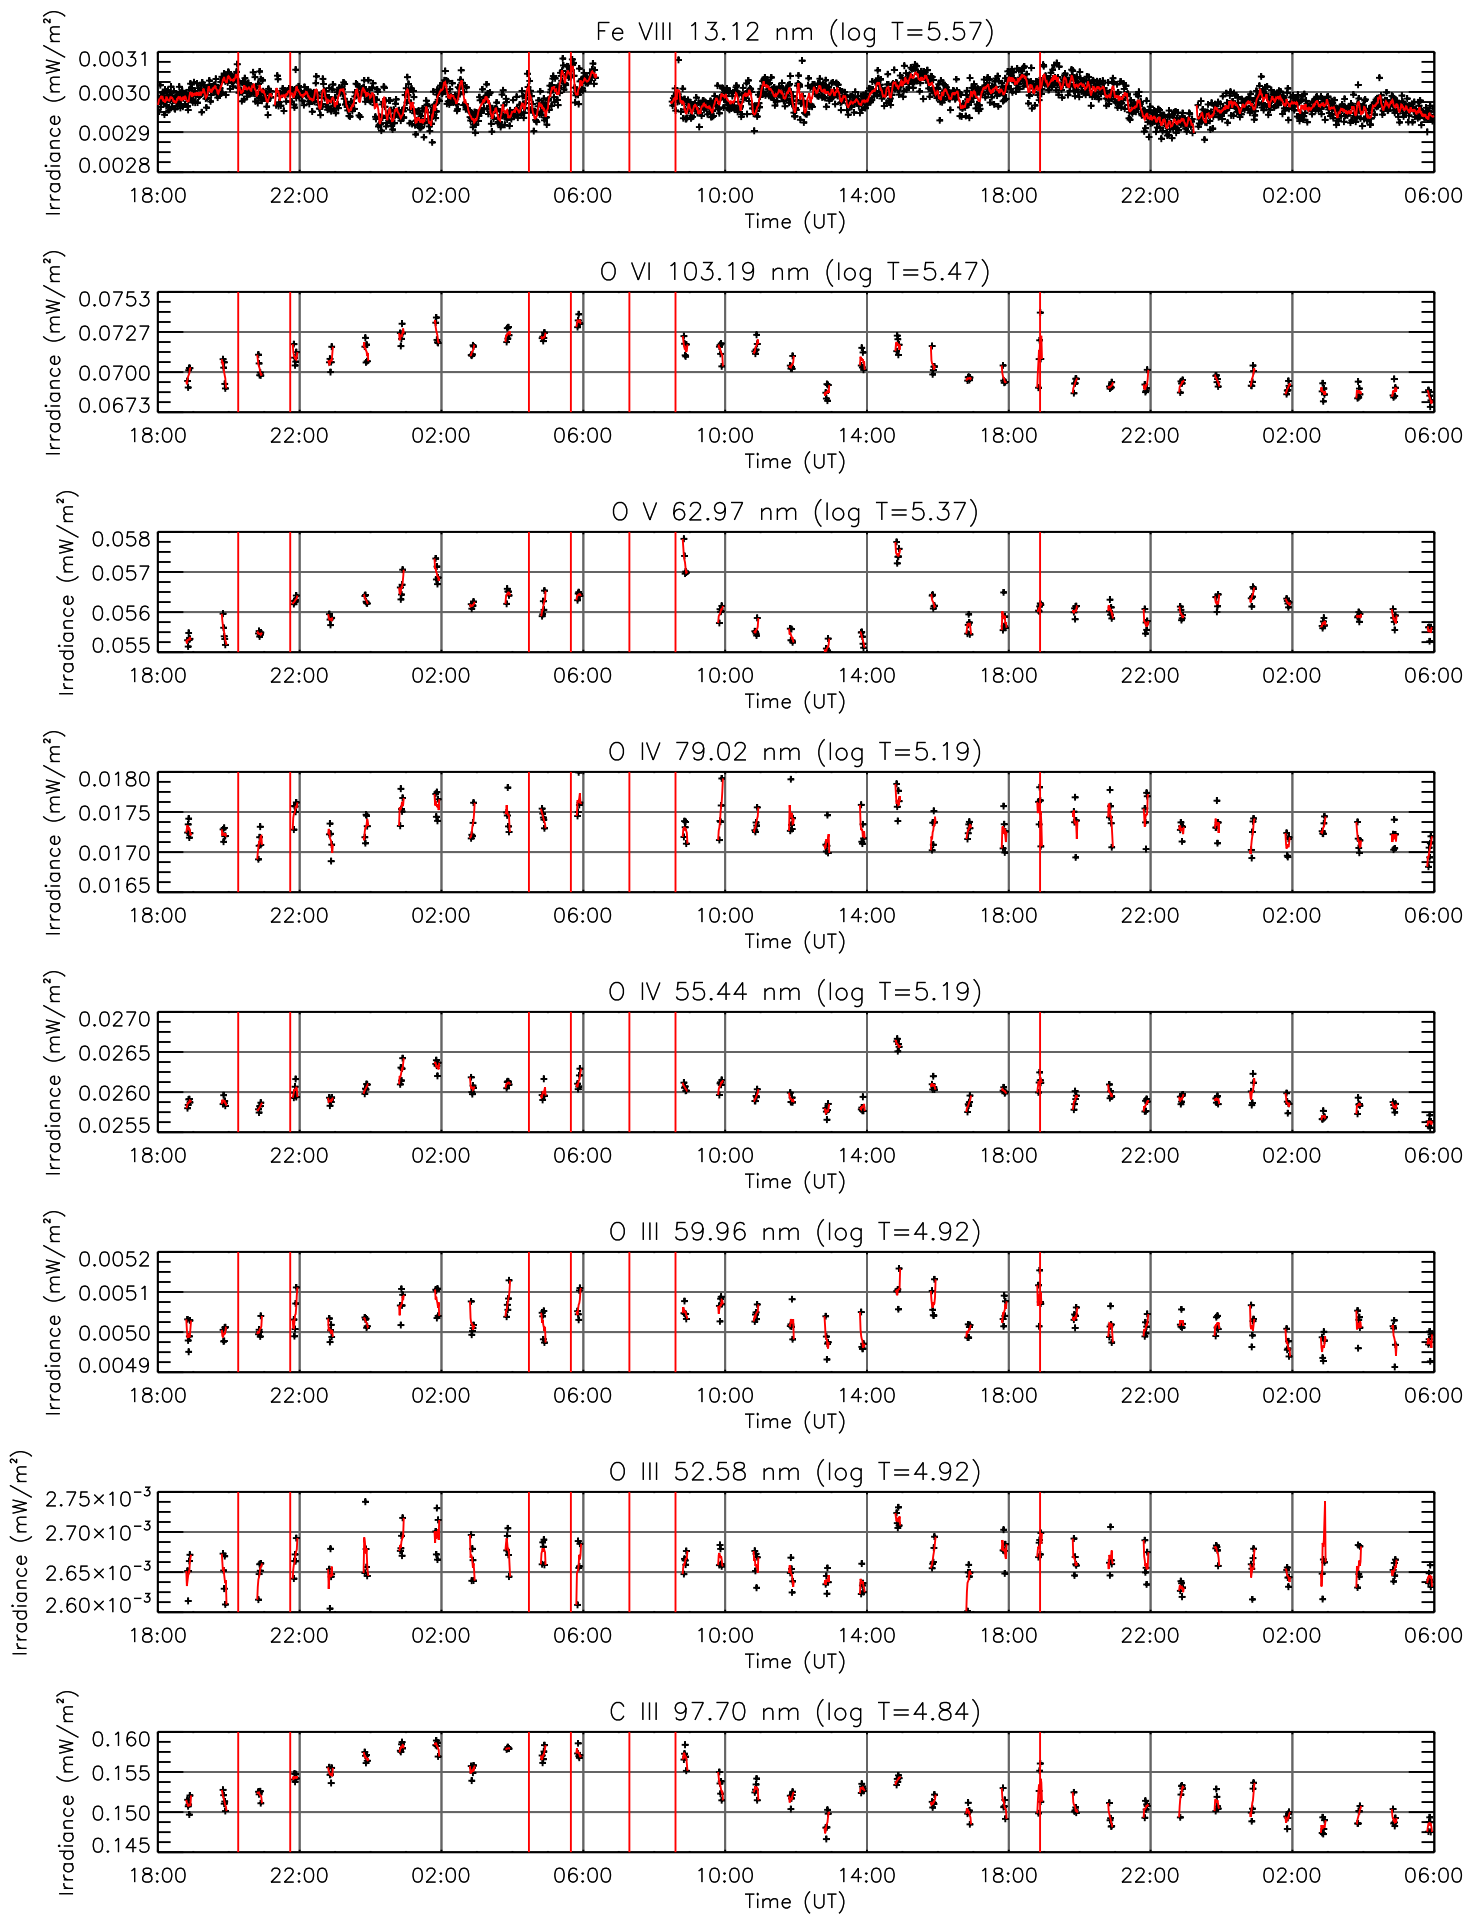 Fe VIII 13.12 nm (log T=5.57)
Irradiance (mW/m²)
0.0031
0.0030
0.0029
0.0028
18:00 22:00 02:00 06:00 10:00 14:00 18:00 22:00 02:00 06:00
Time (UT)
O VI 103.19 nm (log T=5.47)
Irradiance (mW/m²)
0.0753
0.0727
0.0700
0.0673
18:00 22:00 02:00 06:00 10:00 14:00 18:00 22:00 02:00 06:00
Time (UT)
O V 62.97 nm (log T=5.37)
Irradiance (mW/m²)
0.058
0.057
0.056
0.055
18:00 22:00 02:00 06:00 10:00 14:00 18:00 22:00 02:00 06:00
Time (UT)
O IV 79.02 nm (log T=5.19)
Irradiance (mW/m²)
0.0180
0.0175
0.0170
0.0165
18:00 22:00 02:00 06:00 10:00 14:00 18:00 22:00 02:00 06:00
Time (UT)
O IV 55.44 nm (log T=5.19)
Irradiance (mW/m²)
0.0270
0.0265
0.0260
0.0255
18:00 22:00 02:00 06:00 10:00 14:00 18:00 22:00 02:00 06:00
Time (UT)
O III 59.96 nm (log T=4.92)
Irradiance (mW/m²)
0.0052
0.0051
0.0050
0.0049
18:00 22:00 02:00 06:00 10:00 14:00 18:00 22:00 02:00 06:00
Time (UT)
O III 52.58 nm (log T=4.92)
Irradiance (mW/m²)
2.75×10⁻³
2.70×10⁻³
2.65×10⁻³
2.60×10⁻³
18:00 22:00 02:00 06:00 10:00 14:00 18:00 22:00 02:00 06:00
Time (UT)
C III 97.70 nm (log T=4.84)
Irradiance (mW/m²)
0.160
0.155
0.150
0.145
18:00 22:00 02:00 06:00 10:00 14:00 18:00 22:00 02:00 06:00
Time (UT)